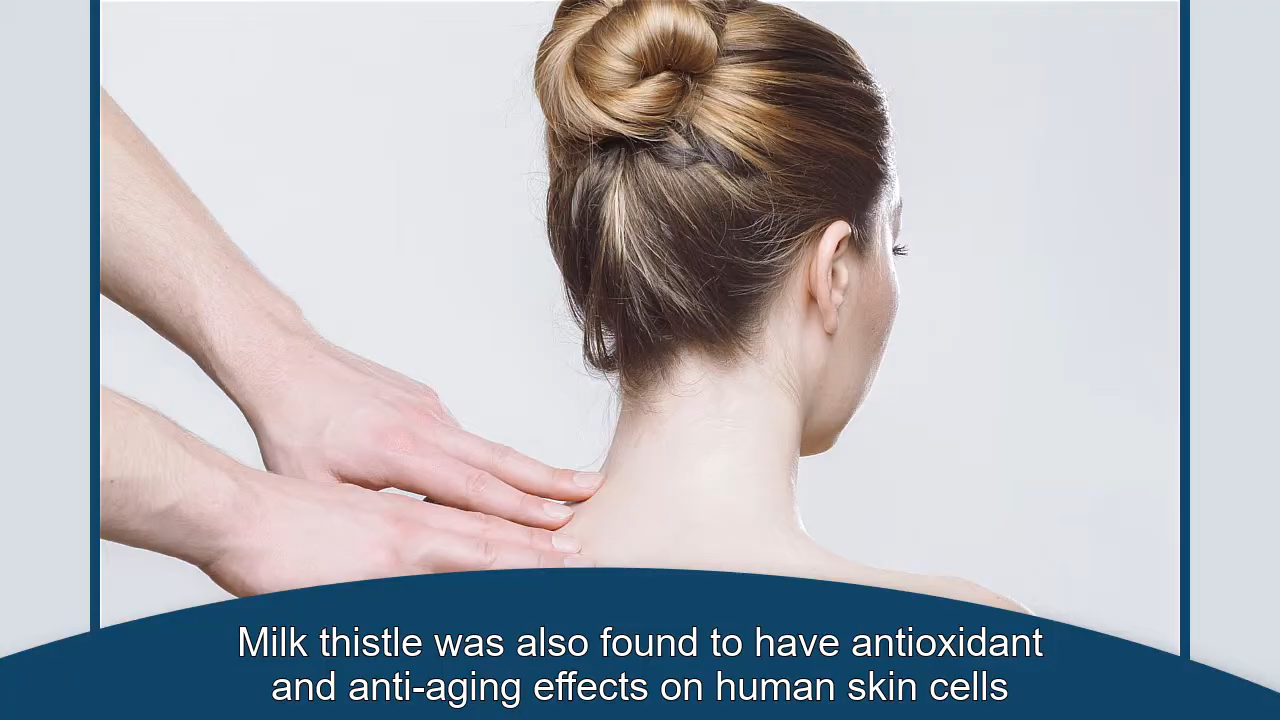 Milk thistle was also found to have antioxidant
and anti-aging effects on human skin cells